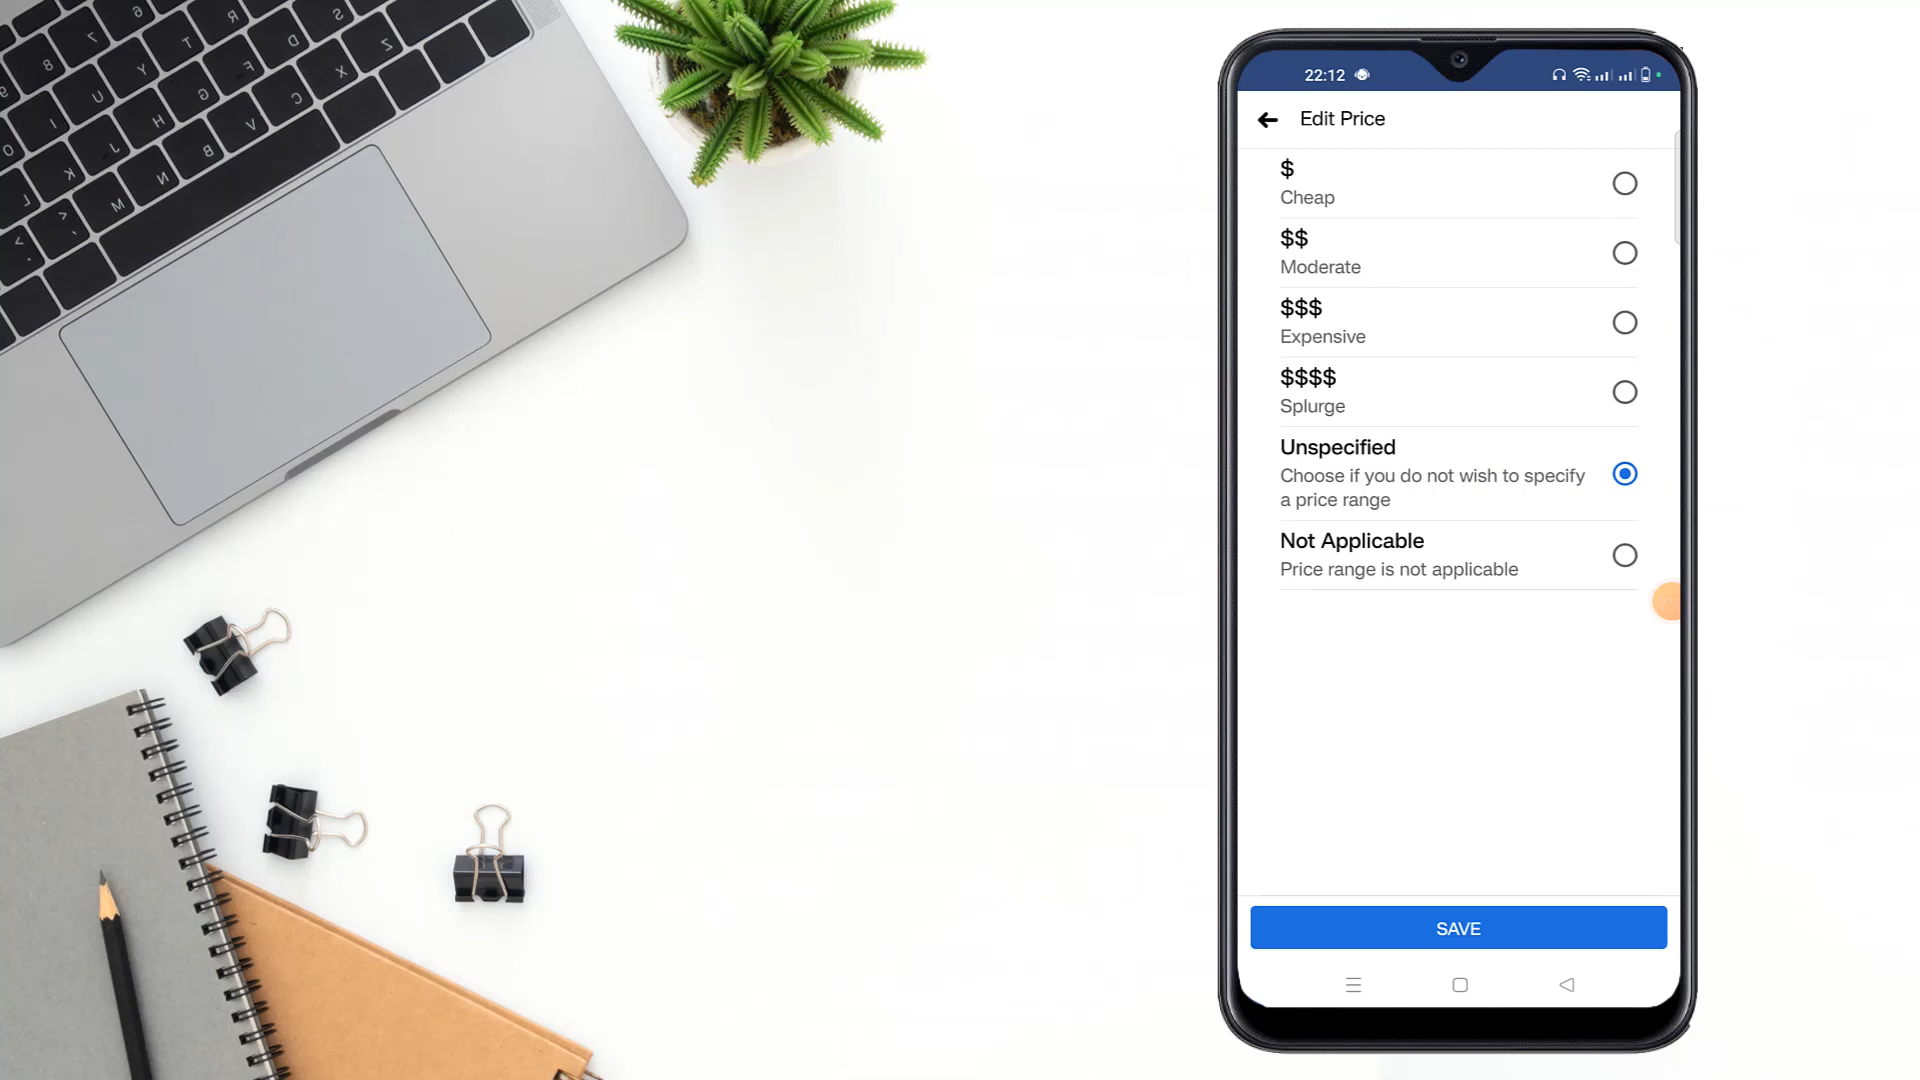 22:12
Edit Price
$
Cheap
$$
Moderate
$$$
Expensive
$$$$
Splurge
Unspecified
Choose if you do not wish to specify
a price range
Not Applicable
Price range is not applicable
SAVE